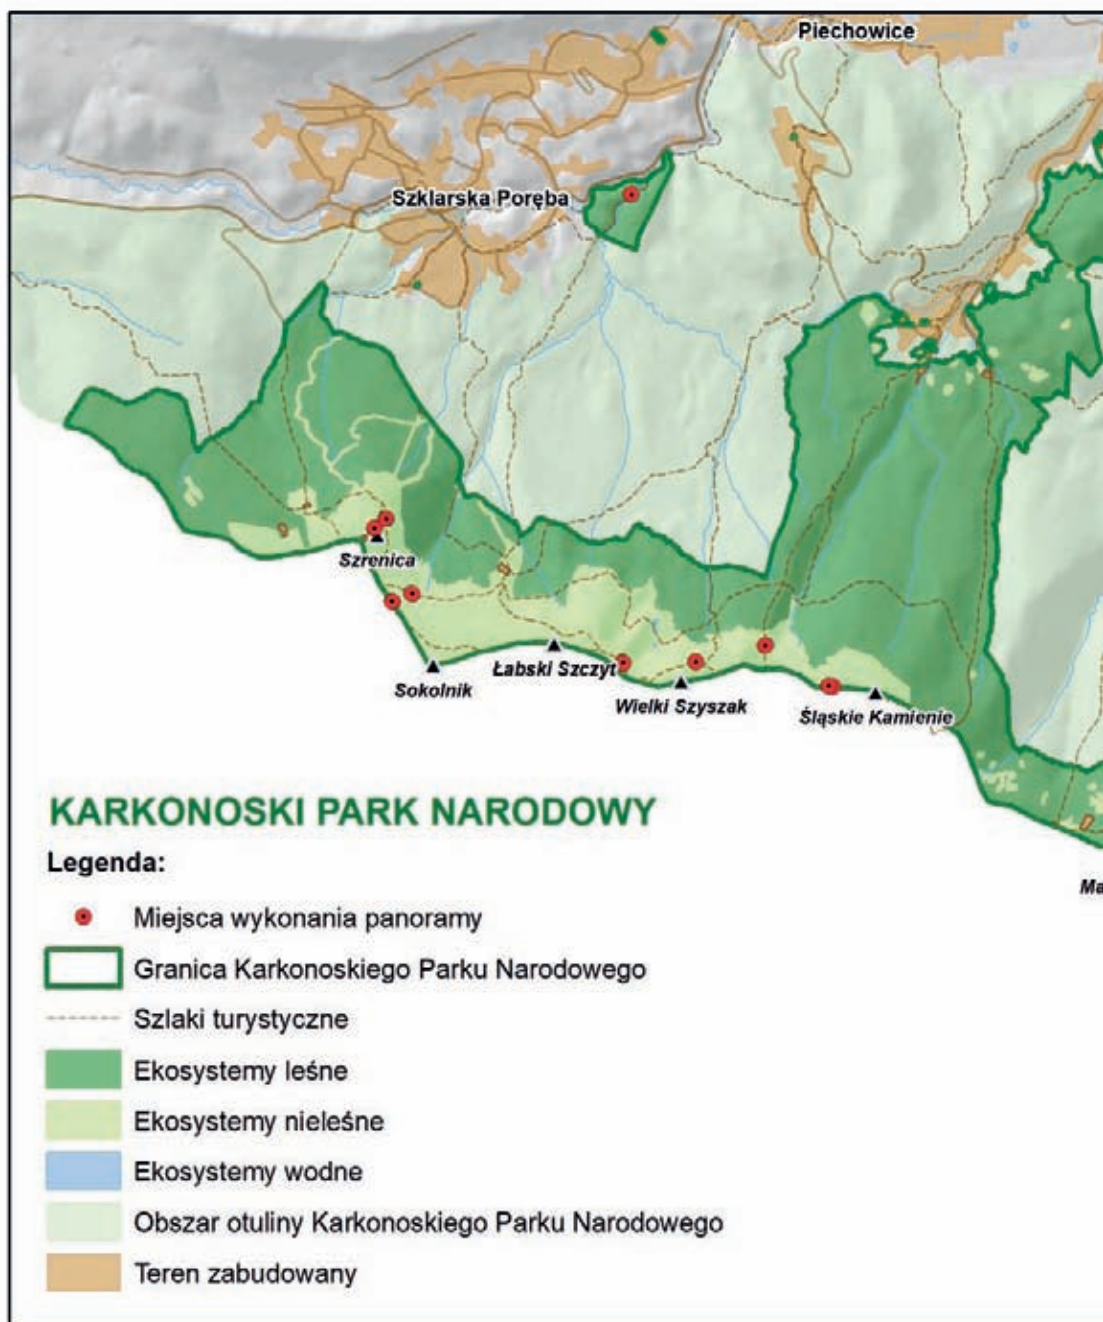 Piechowice
Szklarska Poręba
Szrenica
Łabski Szczyt
Sokolnik
Wielki Szyszak
Śląskie Kamienie
KARKONOSKI PARK NARODOWY
Legenda:
Ma
Miejsca wykonania panoramy
Granica Karkonoskiego Parku Narodowego
Szlaki turystyczne
Ekosystemy leśne
Ekosystemy nieleśne
Ekosystemy wodne
Obszar otuliny Karkonoskiego Parku Narodowego
Teren zabudowany